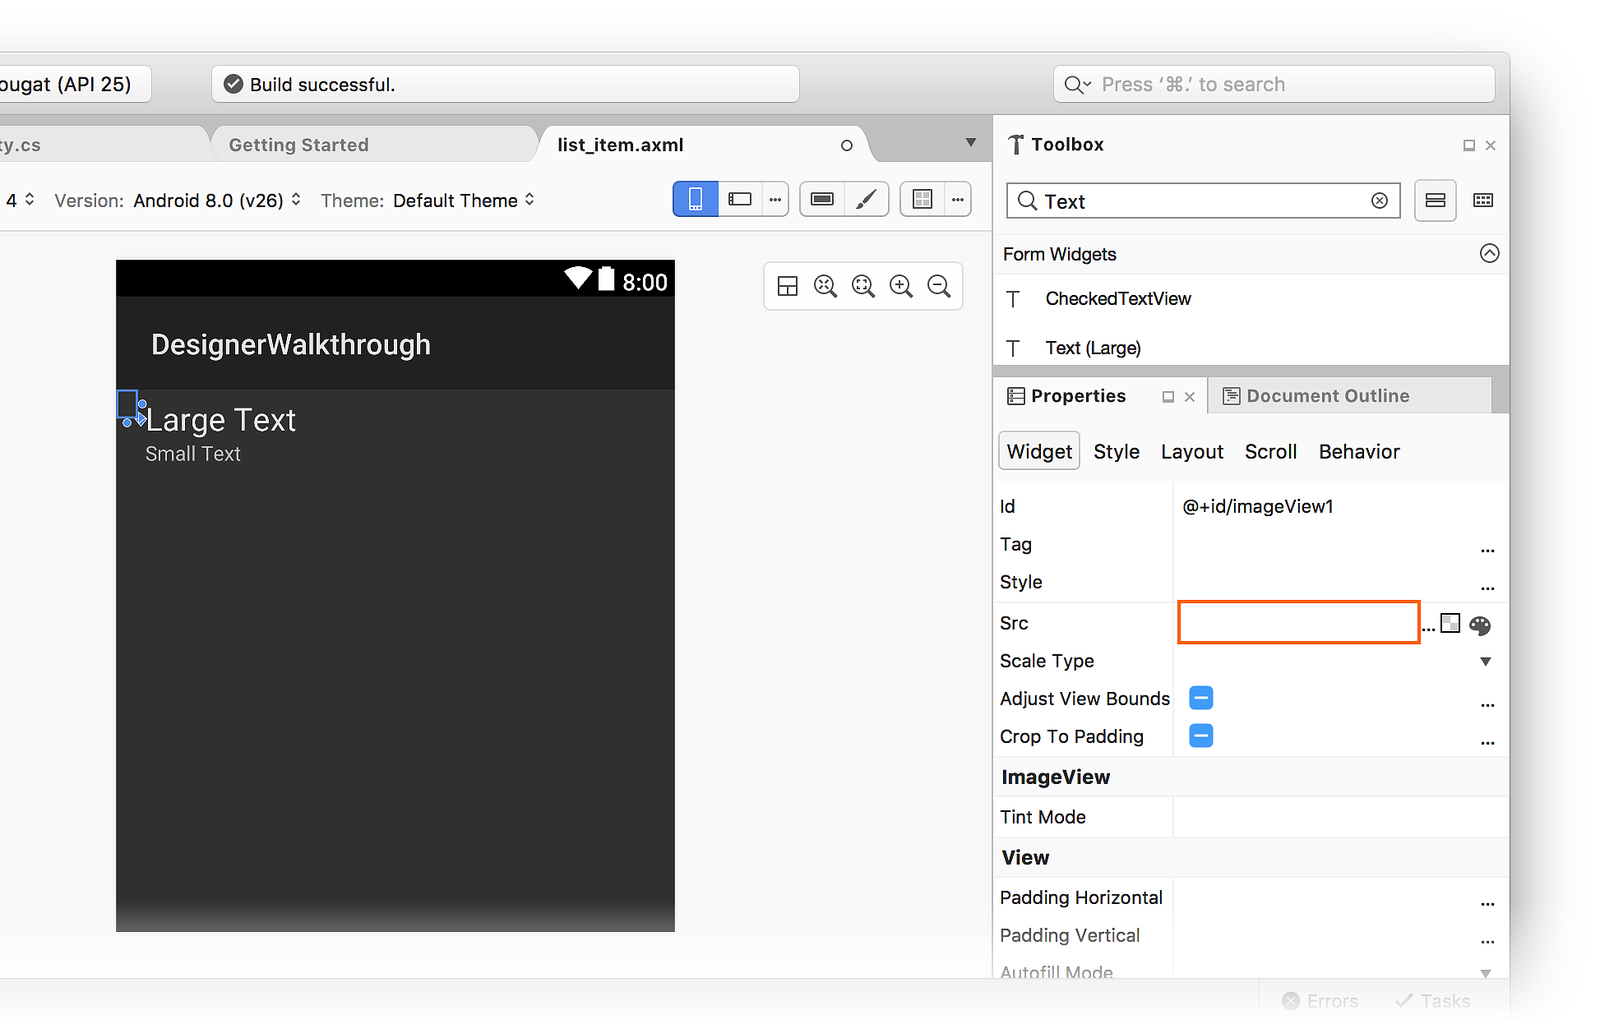 ougat (API 25)
Build successful.
Press ‘⌘.’ to search
ty.cs
Getting Started
list_item.axml
Toolbox
4
Version: Android 8.0 (v26)
Theme: Default Theme
Text
Form Widgets
T CheckedTextView
T Text (Large)
8:00
DesignerWalkthrough
Large Text
Small Text
Properties
Document Outline
Widget Style Layout Scroll Behavior
Id @+id/imageView1
Tag ...
Style ...
Src ...
Scale Type
Adjust View Bounds ...
Crop To Padding ...
ImageView
Tint Mode
View
Padding Horizontal ...
Padding Vertical ...
Autofill Mode
Errors
Tasks